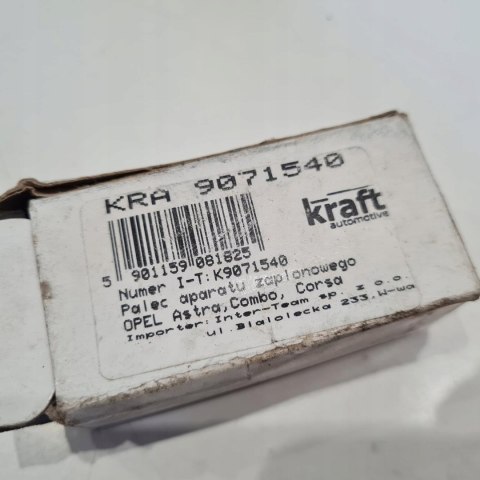 KRA 9071540
kraft
automotive
5 901159 081825
Numer I-T:K9071540
Palec aparatu zapłonowego
OPEL Astra,Combo, Corsa
Importer: Inter-Team sp. z o.o.
ul.Białołecka 233,W-wa